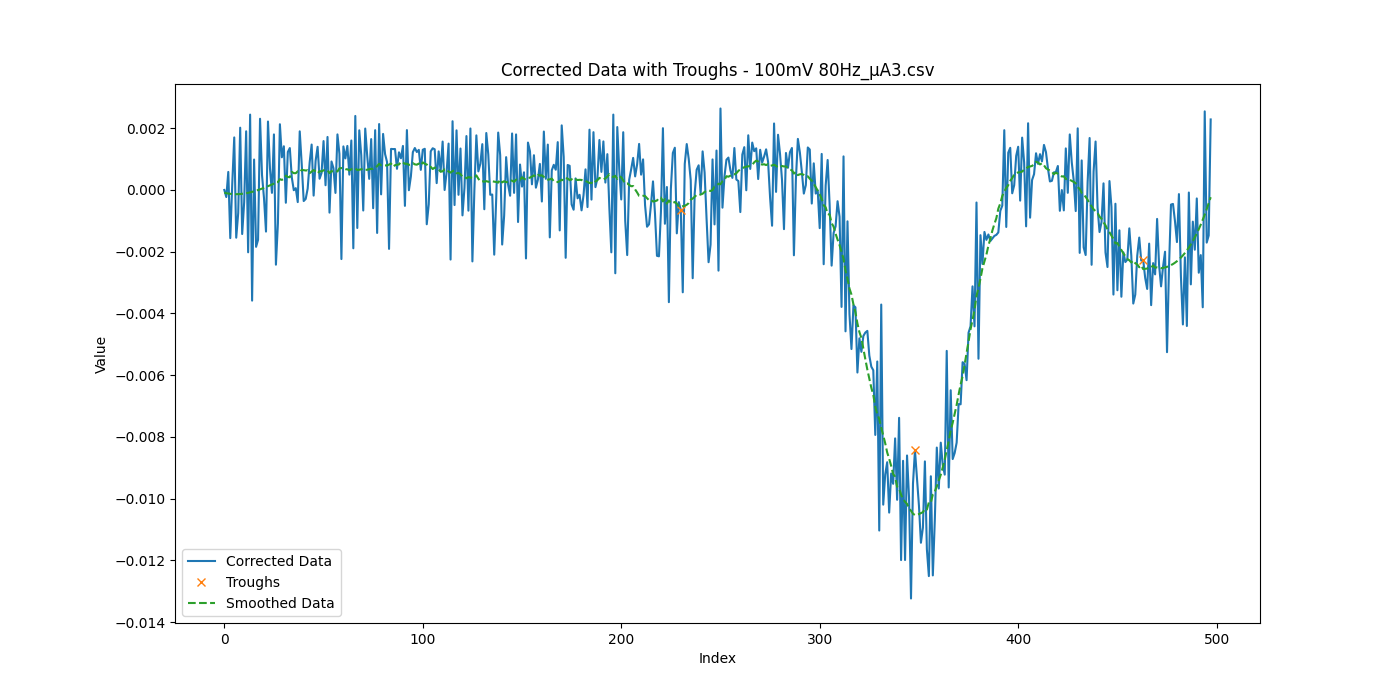 Corrected Data with Troughs - 100mV 80Hz_µA3.csv
Value
0.002
0.000
−0.002
−0.004
−0.006
−0.008
−0.010
−0.012
−0.014
Corrected Data
Troughs
Smoothed Data
0 100 200 300 400 500
Index